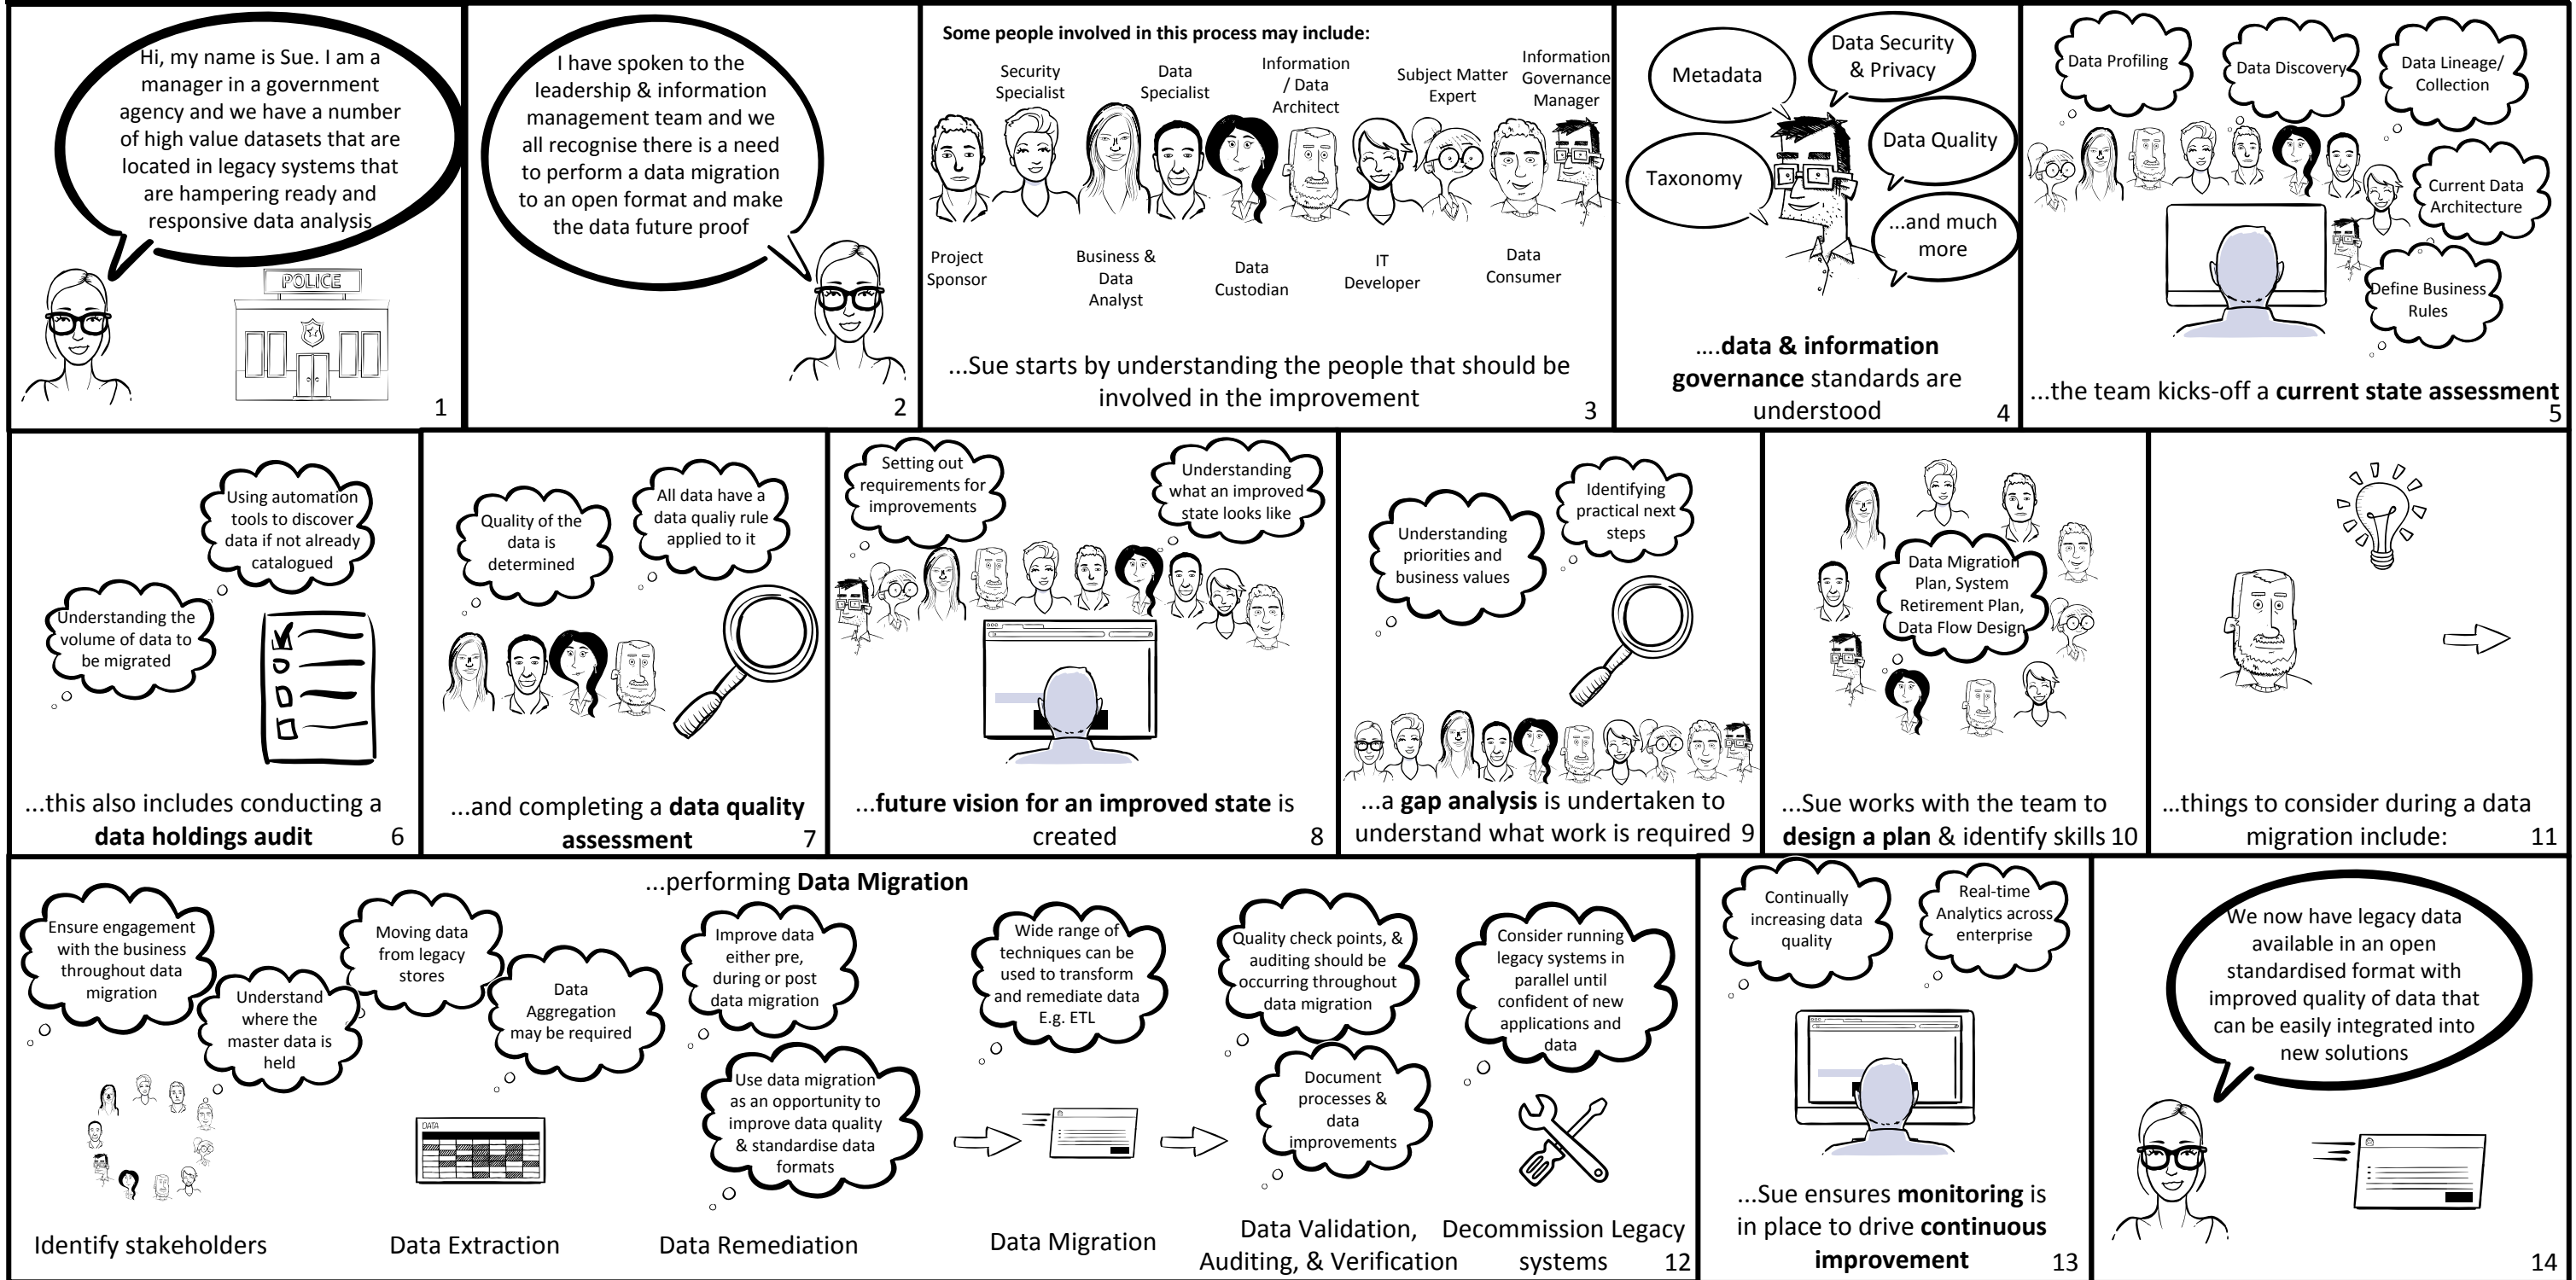 Hi, my name is Sue. I am a
manager in a government
agency and we have a number
of high value datasets that are
located in legacy systems that
are hampering ready and
responsive data analysis
POLICE
1
I have spoken to the
leadership & information
management team and we
all recognise there is a need
to perform a data migration
to an open format and make
the data future proof
2
Some people involved in this process may include:
Security
Specialist
Data
Specialist
Information
/ Data
Architect
Subject Matter
Expert
Information
Governance
Manager
Project
Sponsor
Business &
Data
Analyst
Data
Custodian
IT
Developer
Data
Consumer
...Sue starts by understanding the people that should be
involved in the improvement
3
Metadata
Data Security
& Privacy
Data Quality
Taxonomy
...and much
more
....data & information
governance standards are
understood
4
Data Profiling
Data Discovery
Data Lineage/
Collection
Current Data
Architecture
Define Business
Rules
...the team kicks-off a current state assessment
5
Using automation
tools to discover
data if not already
catalogued
Understanding the
volume of data to
be migrated
...this also includes conducting a
data holdings audit
6
Quality of the
data is
determined
All data have a
data qualiy rule
applied to it
...and completing a data quality
assessment
7
Setting out
requirements for
improvements
Understanding
what an improved
state looks like
...future vision for an improved state is
created
8
Understanding
priorities and
business values
Identifying
practical next
steps
...a gap analysis is undertaken to
understand what work is required 9
Data Migration
Plan, System
Retirement Plan,
Data Flow Design
...Sue works with the team to
design a plan & identify skills 10
...things to consider during a data
migration include:
11
...performing Data Migration
Ensure engagement
with the business
throughout data
migration
Understand
where the
master data is
held
Identify stakeholders
Moving data
from legacy
stores
Data
Aggregation
may be required
DATA
Data Extraction
Improve data
either pre,
during or post
data migration
Use data migration
as an opportunity to
improve data quality
& standardise data
formats
Data Remediation
Wide range of
techniques can be
used to transform
and remediate data
E.g. ETL
Data Migration
Quality check points, &
auditing should be
occurring throughout
data migration
Document
processes &
data
improvements
Data Validation,
Auditing, & Verification
Consider running
legacy systems in
parallel until
confident of new
applications and
data
Decommission Legacy
systems
12
Continually
increasing data
quality
Real-time
Analytics across
enterprise
...Sue ensures monitoring is
in place to drive continuous
improvement
13
We now have legacy data
available in an open
standardised format with
improved quality of data that
can be easily integrated into
new solutions
14